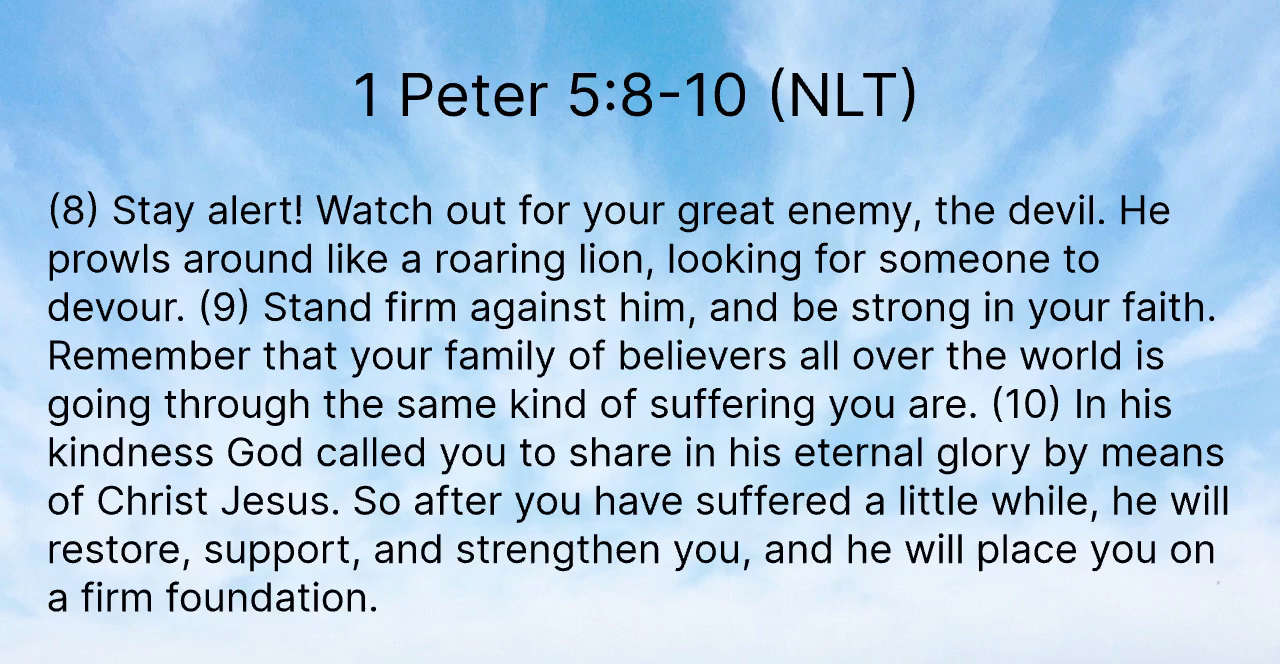 1 Peter 5:8-10 (NLT)
(8) Stay alert! Watch out for your great enemy, the devil. He
prowls around like a roaring lion, looking for someone to
devour. (9) Stand firm against him, and be strong in your faith.
Remember that your family of believers all over the world is
going through the same kind of suffering you are. (10) In his
kindness God called you to share in his eternal glory by means
of Christ Jesus. So after you have suffered a little while, he will
restore, support, and strengthen you, and he will place you on
a firm foundation.